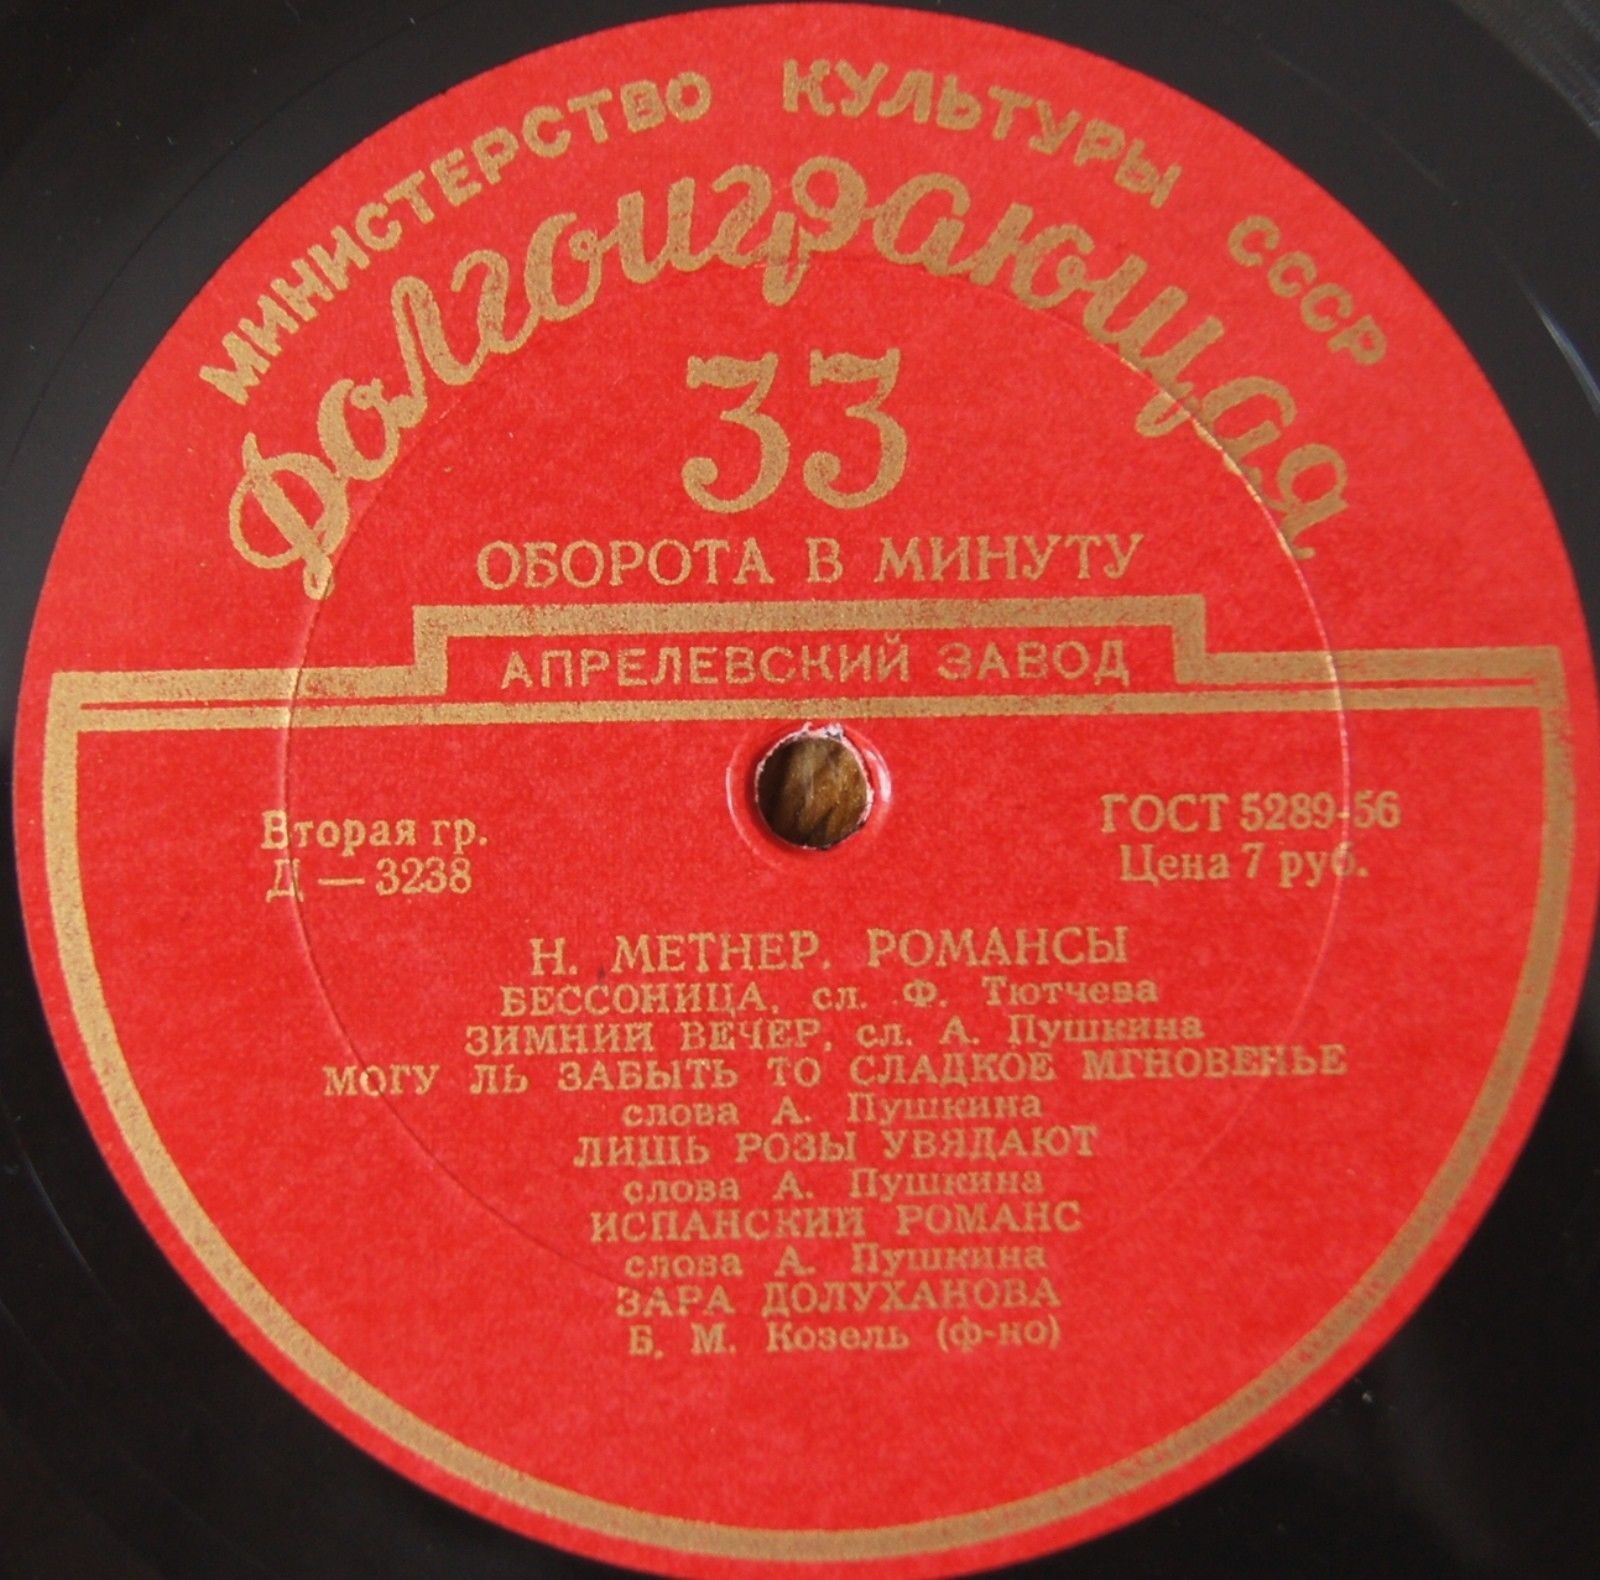 МИНИСТЕРСТВО КУЛЬТУРЫ СССР
Долгоиграющая
33
ОБОРОТА В МИНУТУ
АПРЕЛЕВСКИЙ ЗАВОД
Вторая гр.
Д — 3238
ГОСТ 5289-56
Цена 7 руб.
Н. МЕТНЕР. РОМАНСЫ
БЕССОНИЦА, сл. Ф. Тютчева
ЗИМНИЙ ВЕЧЕР, сл. А. Пушкина
МОГУ ЛЬ ЗАБЫТЬ ТО СЛАДКОЕ МГНОВЕНЬЕ
слова А. Пушкина
ЛИШЬ РОЗЫ УВЯДАЮТ
слова А. Пушкина
ИСПАНСКИЙ РОМАНС
слова А. Пушкина
ЗАРА ДОЛУХАНОВА
Б. М. Козель (ф-но)